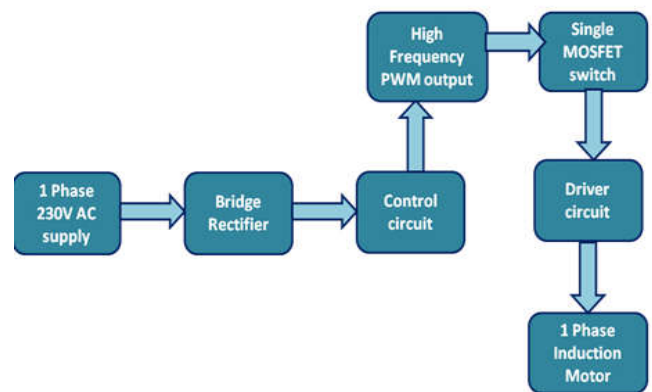 1 Phase
230V AC
supply
Bridge
Rectifier
Control
circuit
High
Frequency
PWM output
Single
MOSFET
switch
Driver
circuit
1 Phase
Induction
Motor